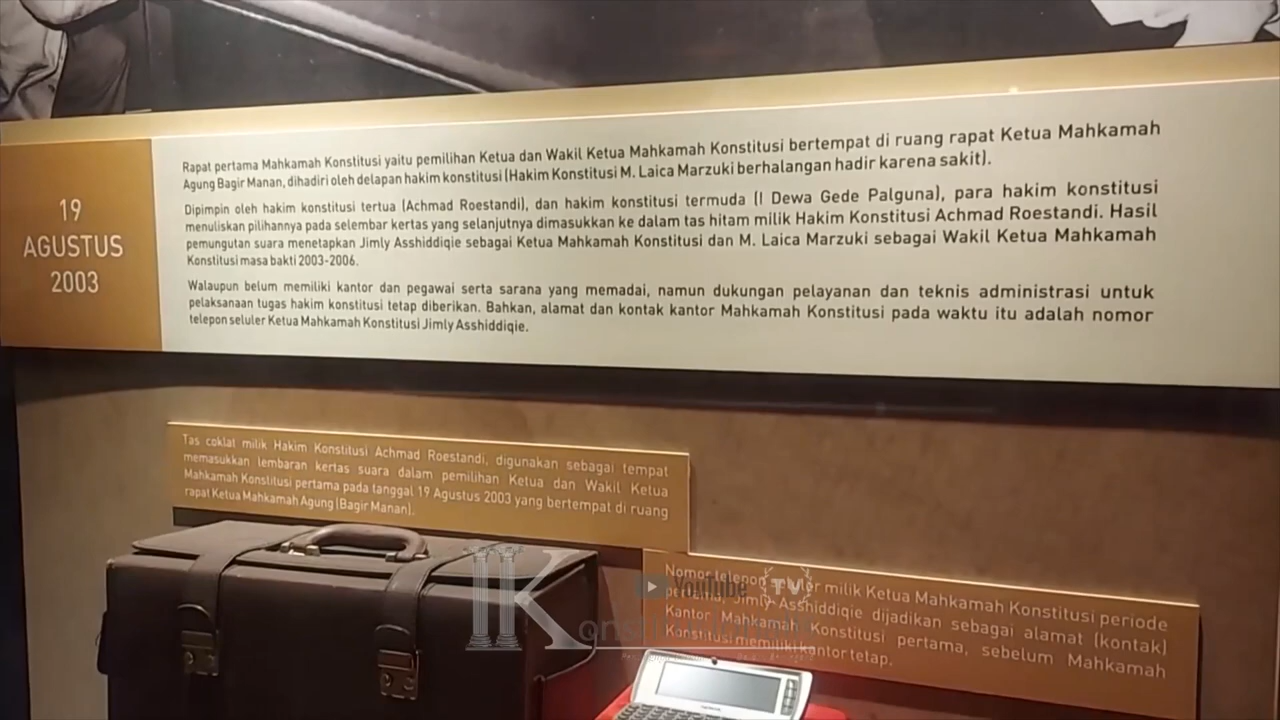 19
AGUSTUS
2003
Rapat pertama Mahkamah Konstitusi yaitu pemilihan Ketua dan Wakil Ketua Mahkamah Konstitusi bertempat di ruang rapat Ketua Mahkamah
Agung Bagir Manan, dihadiri oleh delapan hakim konstitusi (Hakim Konstitusi M. Laica Marzuki berhalangan hadir karena sakit).
Dipimpin oleh hakim konstitusi tertua (Achmad Roestandi), dan hakim konstitusi termuda (I Dewa Gede Palguna), para hakim konstitusi
menuliskan pilihannya pada selembar kertas yang selanjutnya dimasukkan ke dalam tas hitam milik Hakim Konstitusi Achmad Roestandi. Hasil
pemungutan suara menetapkan Jimly Asshiddiqie sebagai Ketua Mahkamah Konstitusi dan M. Laica Marzuki sebagai Wakil Ketua Mahkamah
Konstitusi masa bakti 2003-2006.
Walaupun belum memiliki kantor dan pegawai serta sarana yang memadai, namun dukungan pelayanan dan teknis administrasi untuk
pelaksanaan tugas hakim konstitusi tetap diberikan. Bahkan, alamat dan kontak kantor Mahkamah Konstitusi pada waktu itu adalah nomor
telepon seluler Ketua Mahkamah Konstitusi Jimly Asshiddiqie.
Tas coklat milik Hakim Konstitusi Achmad Roestandi, digunakan sebagai tempat
memasukkan lembaran kertas suara dalam pemilihan Ketua dan Wakil Ketua
Mahkamah Konstitusi pertama pada tanggal 19 Agustus 2003 yang bertempat di ruang
rapat Ketua Mahkamah Agung (Bagir Manan).
Nomor telepon seluler milik Ketua Mahkamah Konstitusi periode
pertama, Jimly Asshiddiqie dijadikan sebagai alamat (kontak)
Kantor Mahkamah Konstitusi pertama, sebelum Mahkamah
Konstitusi memiliki kantor tetap.
YouTube TV
NOKIA